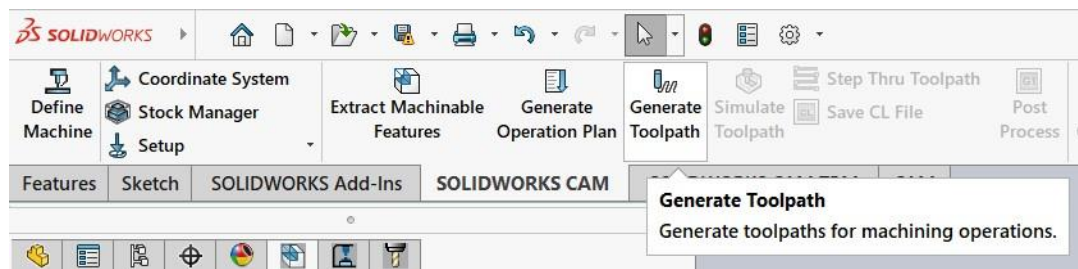 SOLIDWORKS
Define
Machine
Coordinate System
Stock Manager
Setup
Extract Machinable
Features
Generate
Operation Plan
Generate
Toolpath
Simulate
Toolpath
Step Thru Toolpath
Save CL File
G1
Post
Process
Features
Sketch
SOLIDWORKS Add-Ins
SOLIDWORKS CAM
Generate Toolpath
Generate toolpaths for machining operations.